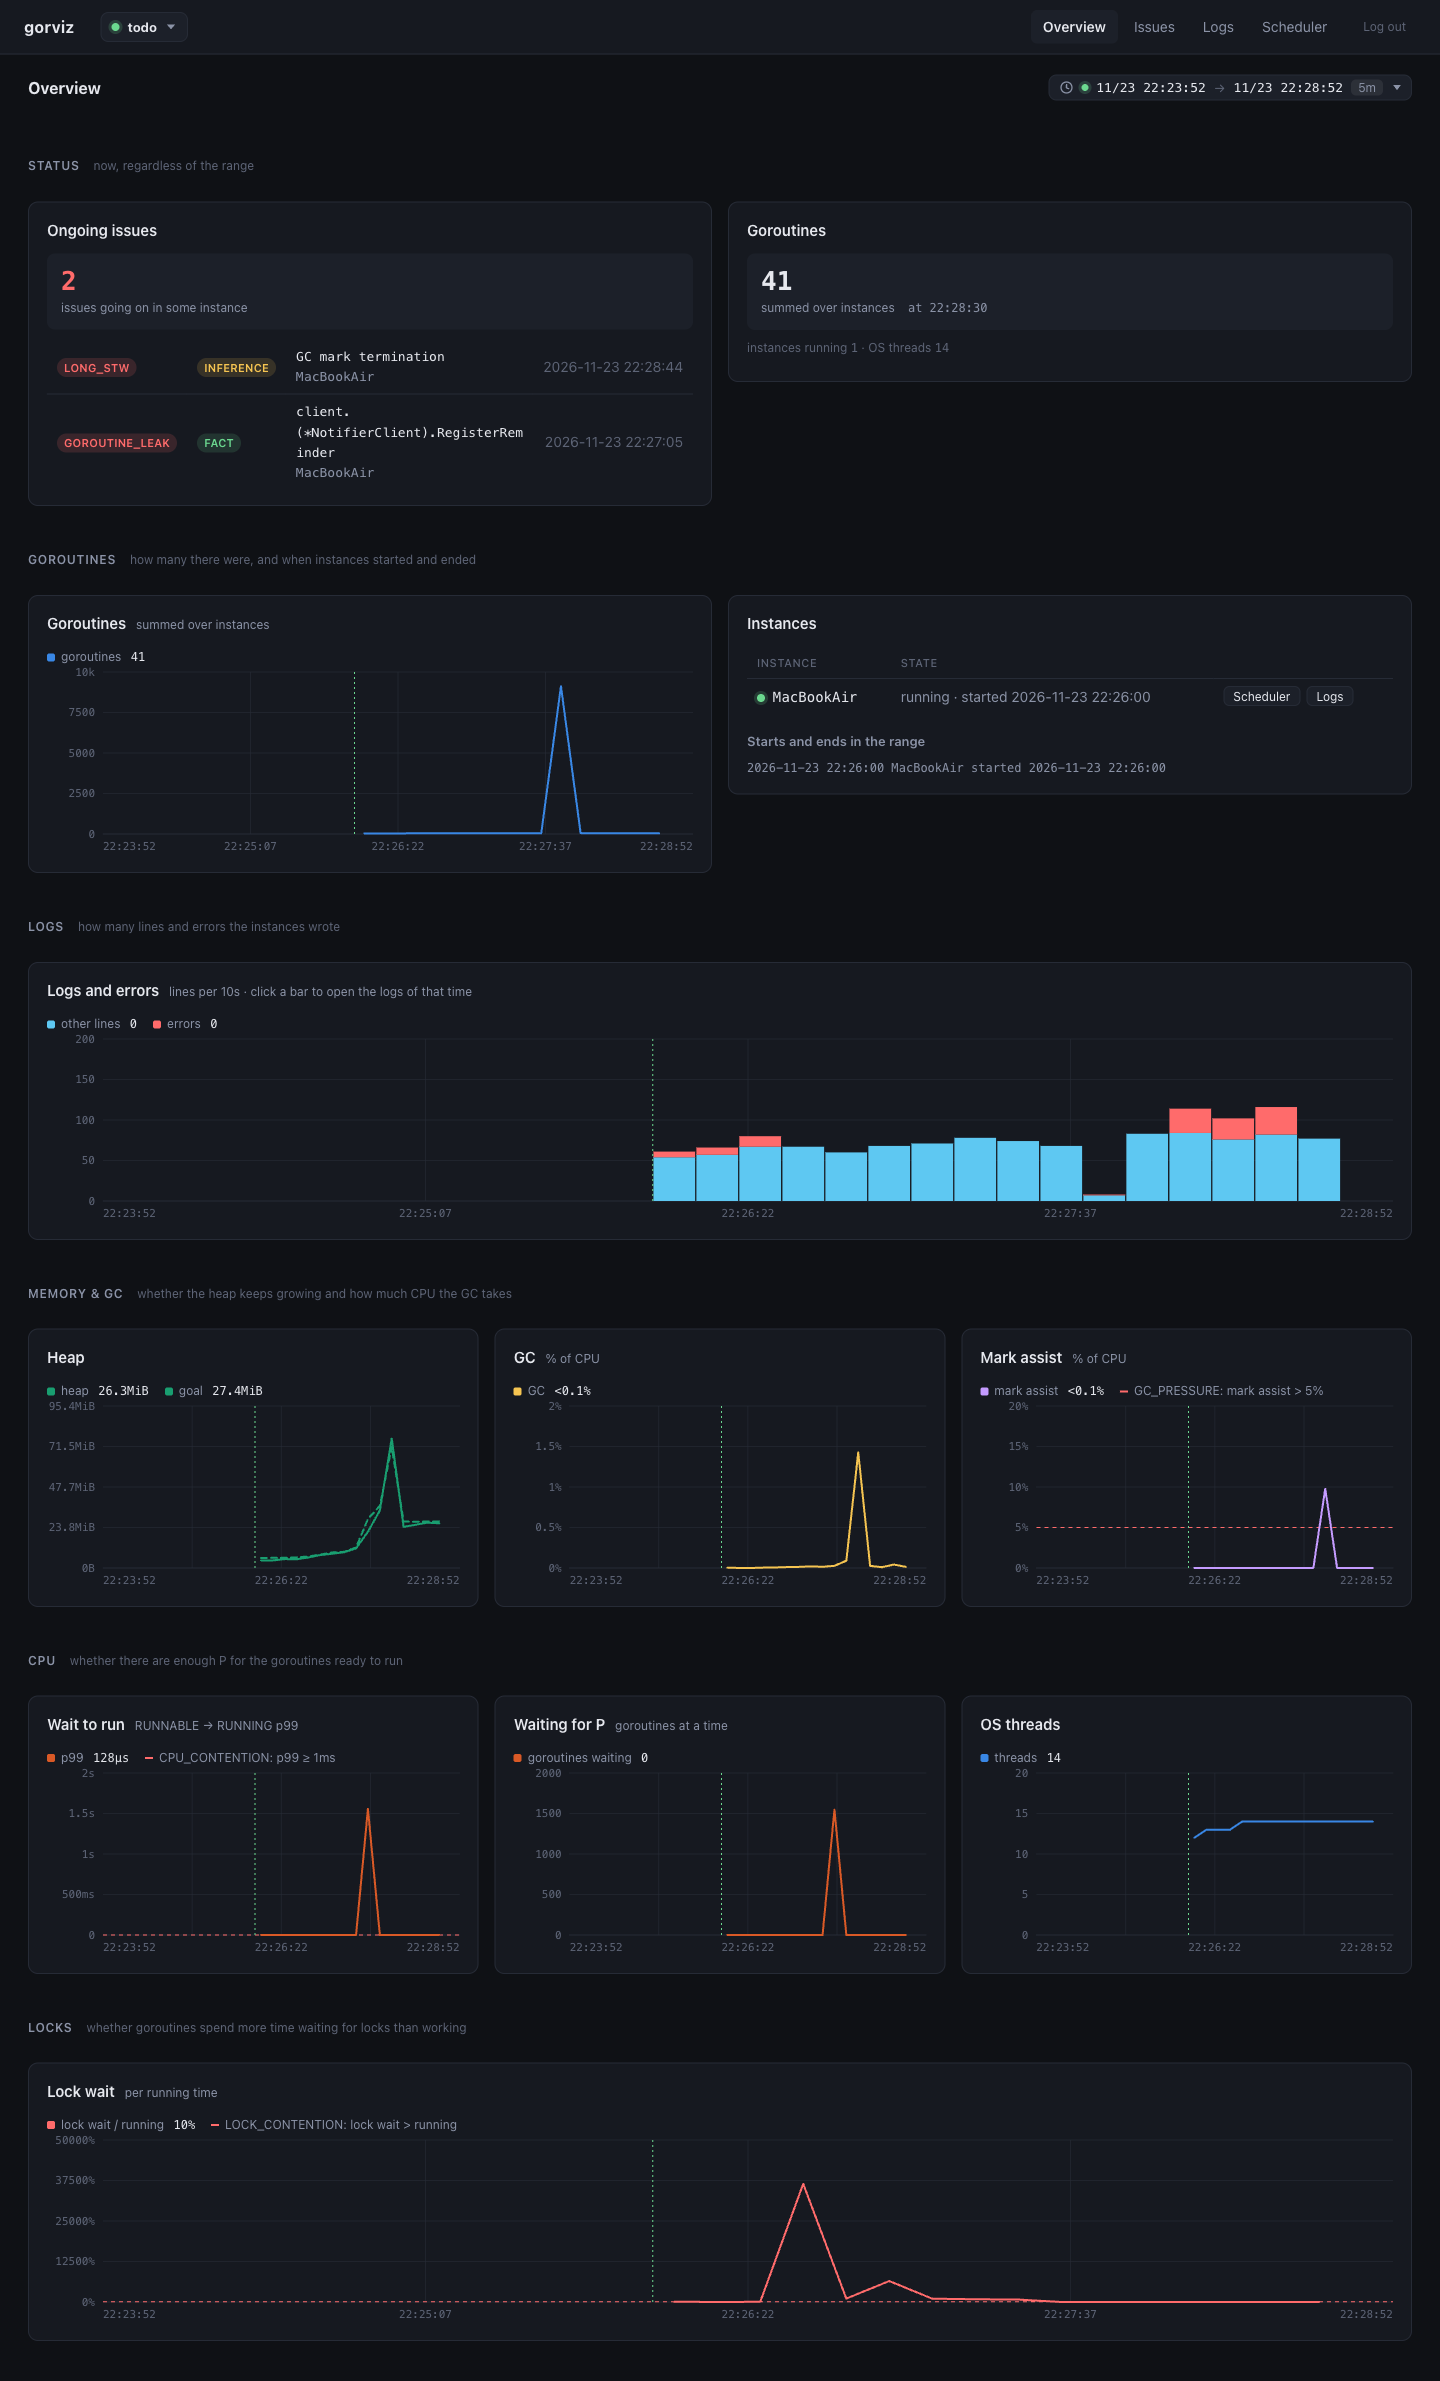 gorviz
todo
Overview Issues Logs Scheduler Log out
Overview
11/23 22:23:52 → 11/23 22:28:52 5m
STATUS now, regardless of the range
Ongoing issues
2
issues going on in some instance
LONG_STW INFERENCE GC mark termination 2026-11-23 22:28:44
MacBookAir
GOROUTINE_LEAK FACT client.
(*NotifierClient).RegisterRem 2026-11-23 22:27:05
inder
MacBookAir
Goroutines
41
summed over instances at 22:28:30
instances running 1 · OS threads 14
GOROUTINES how many there were, and when instances started and ended
Goroutines summed over instances
goroutines 41
10k
7500
5000
2500
0
22:23:52 22:25:07 22:26:22 22:27:37 22:28:52
Instances
INSTANCE STATE
MacBookAir running · started 2026-11-23 22:26:00 Scheduler Logs
Starts and ends in the range
2026-11-23 22:26:00 MacBookAir started 2026-11-23 22:26:00
LOGS how many lines and errors the instances wrote
Logs and errors lines per 10s · click a bar to open the logs of that time
other lines 0 errors 0
200
150
100
50
0
22:23:52 22:25:07 22:26:22 22:27:37 22:28:52
MEMORY & GC whether the heap keeps growing and how much CPU the GC takes
Heap
heap 26.3MiB goal 27.4MiB
95.4MiB
71.5MiB
47.7MiB
23.8MiB
0B
22:23:52 22:26:22 22:28:52
GC % of CPU
GC <0.1%
2%
1.5%
1%
0.5%
0%
22:23:52 22:26:22 22:28:52
Mark assist % of CPU
mark assist <0.1% GC_PRESSURE: mark assist > 5%
20%
15%
10%
5%
0%
22:23:52 22:26:22 22:28:52
CPU whether there are enough P for the goroutines ready to run
Wait to run RUNNABLE → RUNNING p99
p99 128µs CPU_CONTENTION: p99 ≥ 1ms
2s
1.5s
1s
500ms
0
22:23:52 22:26:22 22:28:52
Waiting for P goroutines at a time
goroutines waiting 0
2000
1500
1000
500
0
22:23:52 22:26:22 22:28:52
OS threads
threads 14
20
15
10
5
0
22:23:52 22:26:22 22:28:52
LOCKS whether goroutines spend more time waiting for locks than working
Lock wait per running time
lock wait / running 10% LOCK_CONTENTION: lock wait > running
50000%
37500%
25000%
12500%
0%
22:23:52 22:25:07 22:26:22 22:27:37 22:28:52